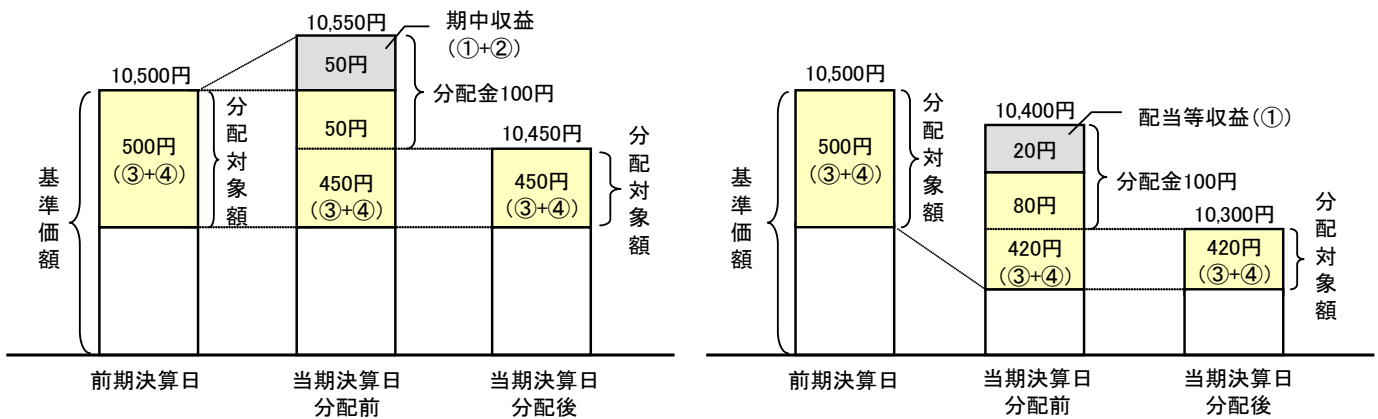 10,550円
期中収益
(①+②)
10,500円
50円
分配金100円
50円
10,450円
500円
(③+④)
分配対象額
450円
(③+④)
450円
(③+④)
分配対象額
基準価額
前期決算日
当期決算日
分配前
当期決算日
分配後
10,500円
10,400円
配当等収益(①)
20円
500円
(③+④)
分配対象額
分配金100円
80円
10,300円
420円
(③+④)
420円
(③+④)
分配対象額
基準価額
前期決算日
当期決算日
分配前
当期決算日
分配後